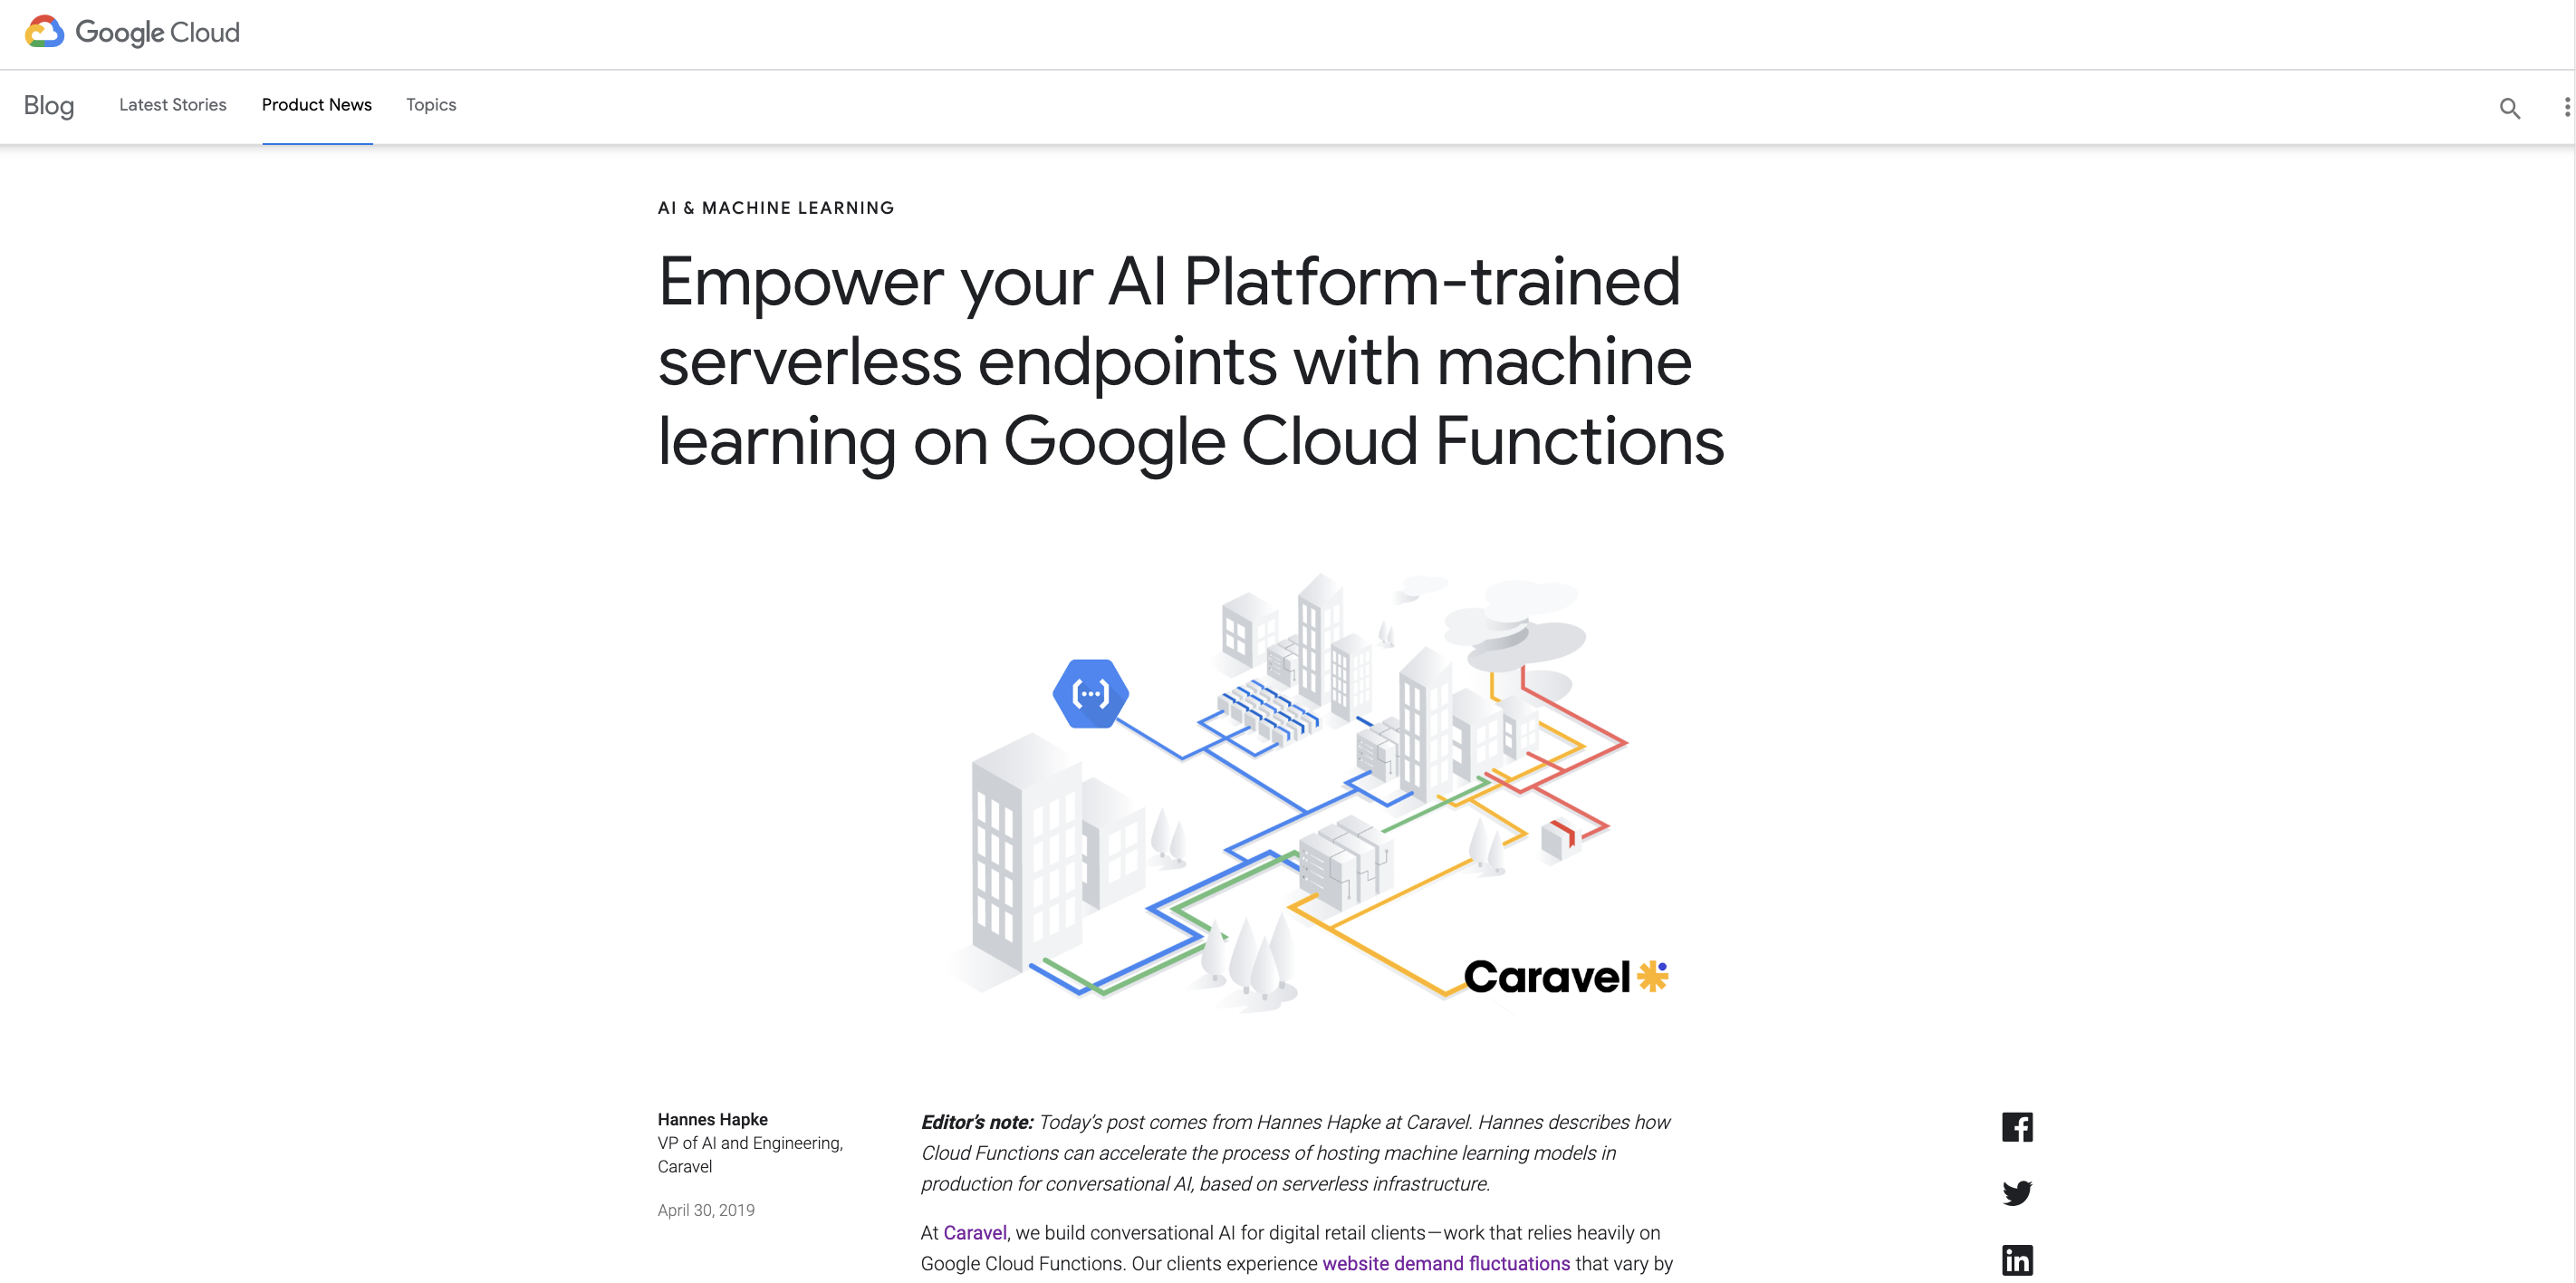 Google Cloud
Blog
Latest Stories
Product News
Topics
AI & MACHINE LEARNING
Empower your AI Platform-trained
serverless endpoints with machine
learning on Google Cloud Functions
Caravel
Hannes Hapke
VP of AI and Engineering,
Caravel
April 30, 2019
Editor’s note: Today’s post comes from Hannes Hapke at Caravel. Hannes describes how
Cloud Functions can accelerate the process of hosting machine learning models in
production for conversational AI, based on serverless infrastructure.
At Caravel, we build conversational AI for digital retail clients—work that relies heavily on
Google Cloud Functions. Our clients experience website demand fluctuations that vary by